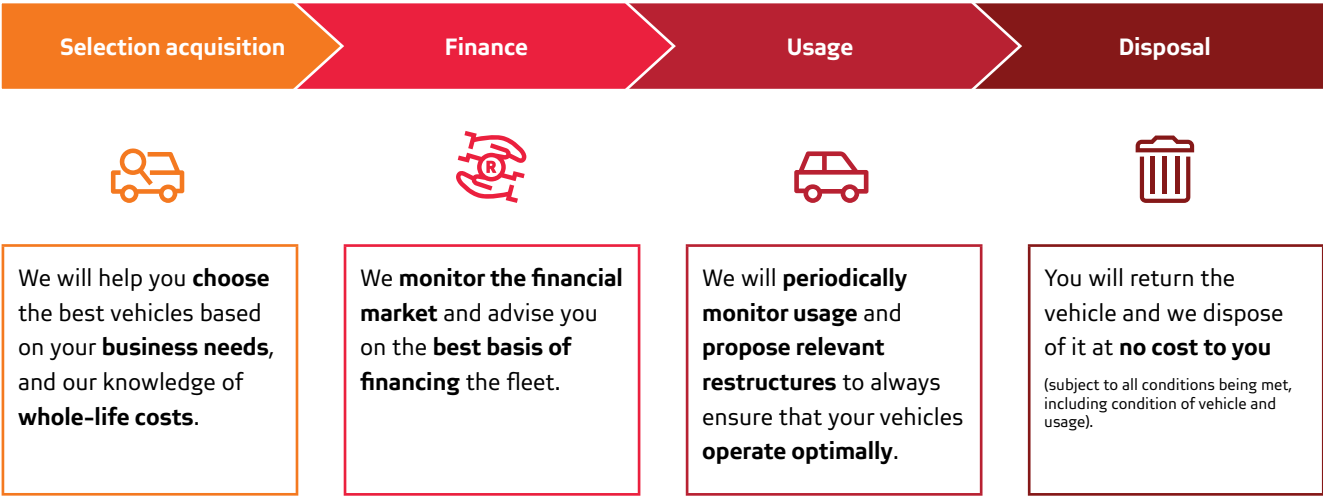 Selection acquisition
Finance
Usage
Disposal
R
We will help you choose
the best vehicles based
on your business needs,
and our knowledge of
whole-life costs.
We monitor the financial
market and advise you
on the best basis of
financing the fleet.
We will periodically
monitor usage and
propose relevant
restructures to always
ensure that your vehicles
operate optimally.
You will return the
vehicle and we dispose
of it at no cost to you
(subject to all conditions being met,
including condition of vehicle and
usage).